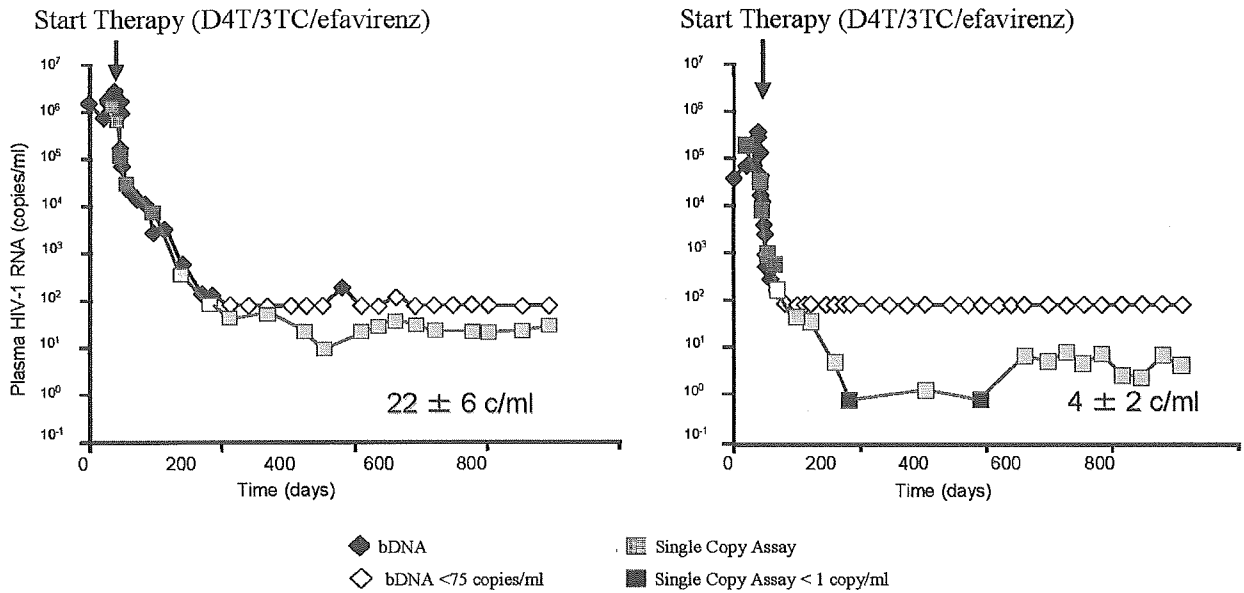 Start Therapy (D4T/3TC/efavirenz)
Start Therapy (D4T/3TC/efavirenz)
Plasma HIV-1 RNA (copies/ml)
10⁷
10⁶
10⁵
10⁴
10³
10²
10¹
10⁰
10⁻¹
22 ± 6 c/ml
0 200 400 600 800
Time (days)
10⁷
10⁶
10⁵
10⁴
10³
10²
10¹
10⁰
10⁻¹
4 ± 2 c/ml
0 200 400 600 800
Time (days)
bDNA
Single Copy Assay
bDNA <75 copies/ml
Single Copy Assay < 1 copy/ml